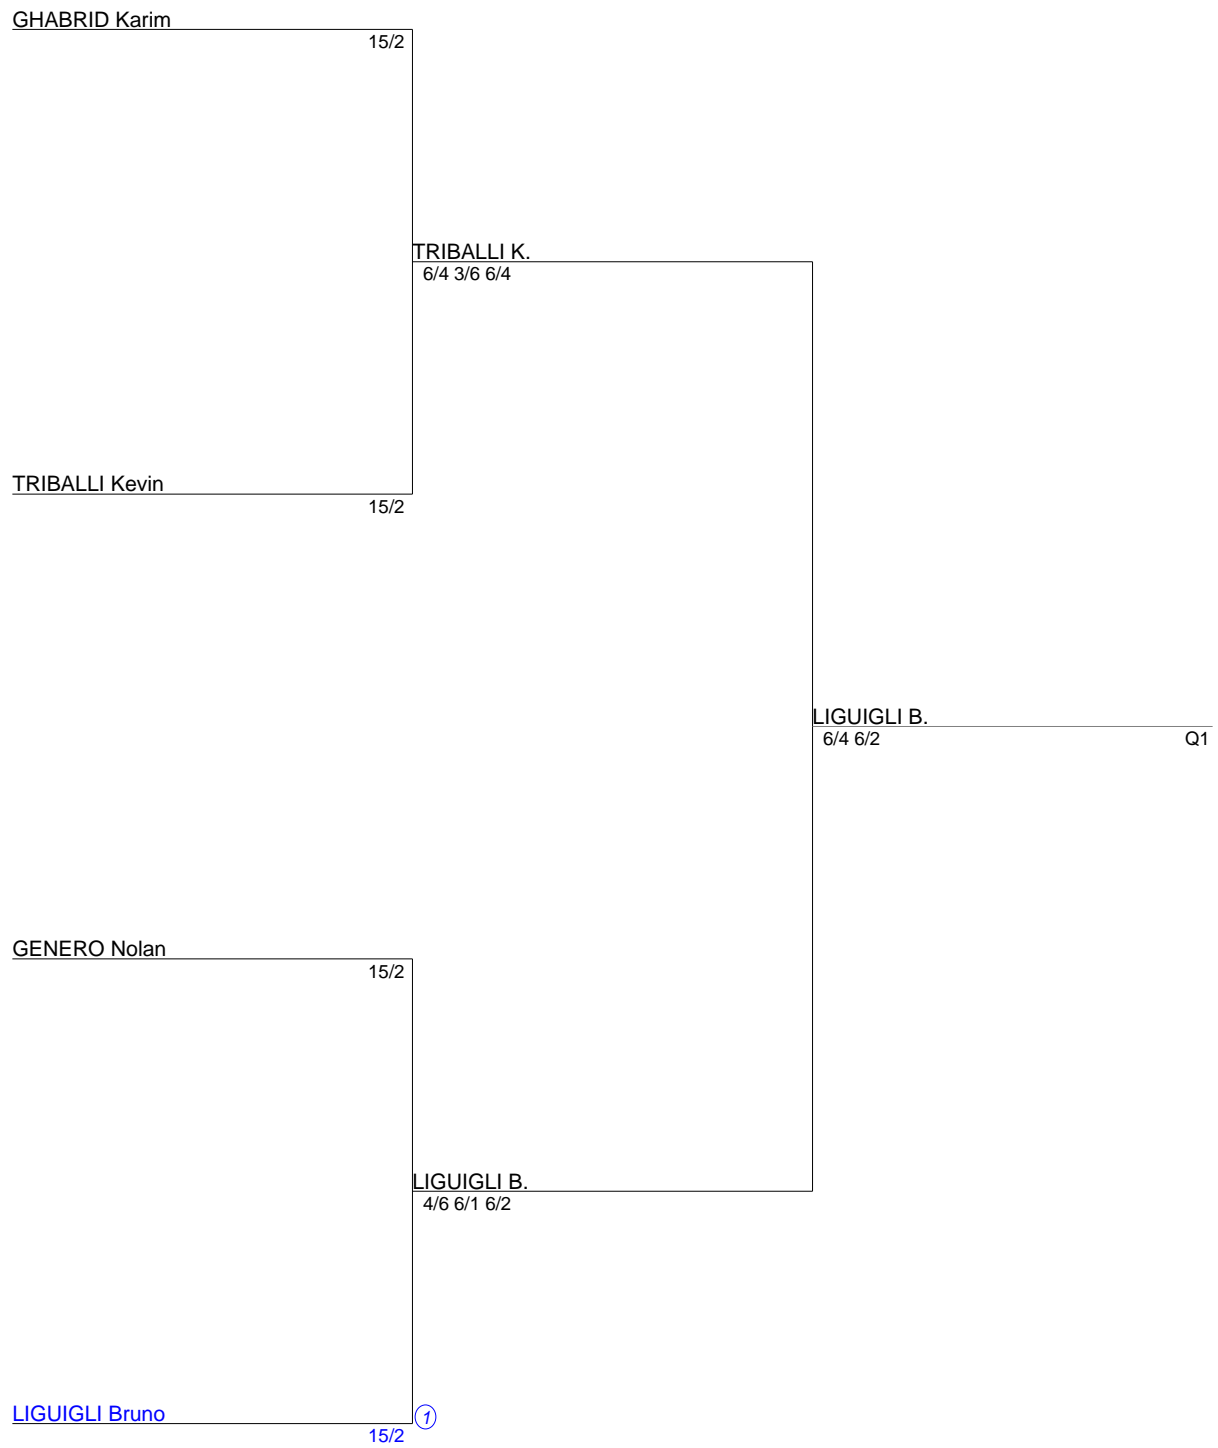 GHABRID Karim
15/2
TRIBALLI K.
6/4 3/6 6/4
TRIBALLI Kevin
15/2
LIGUIGLI B.
6/4 6/2
Q1
GENERO Nolan
15/2
LIGUIGLI B.
4/6 6/1 6/2
LIGUIGLI Bruno
1
15/2